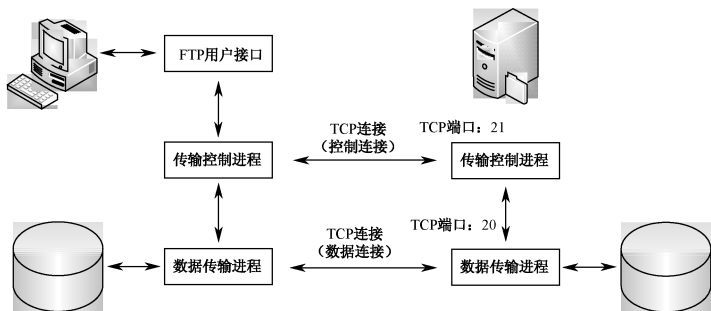 FTP用户接口
TCP连接
（控制连接）
TCP端口：21
传输控制进程
传输控制进程
TCP连接
（数据连接）
TCP端口：20
数据传输进程
数据传输进程